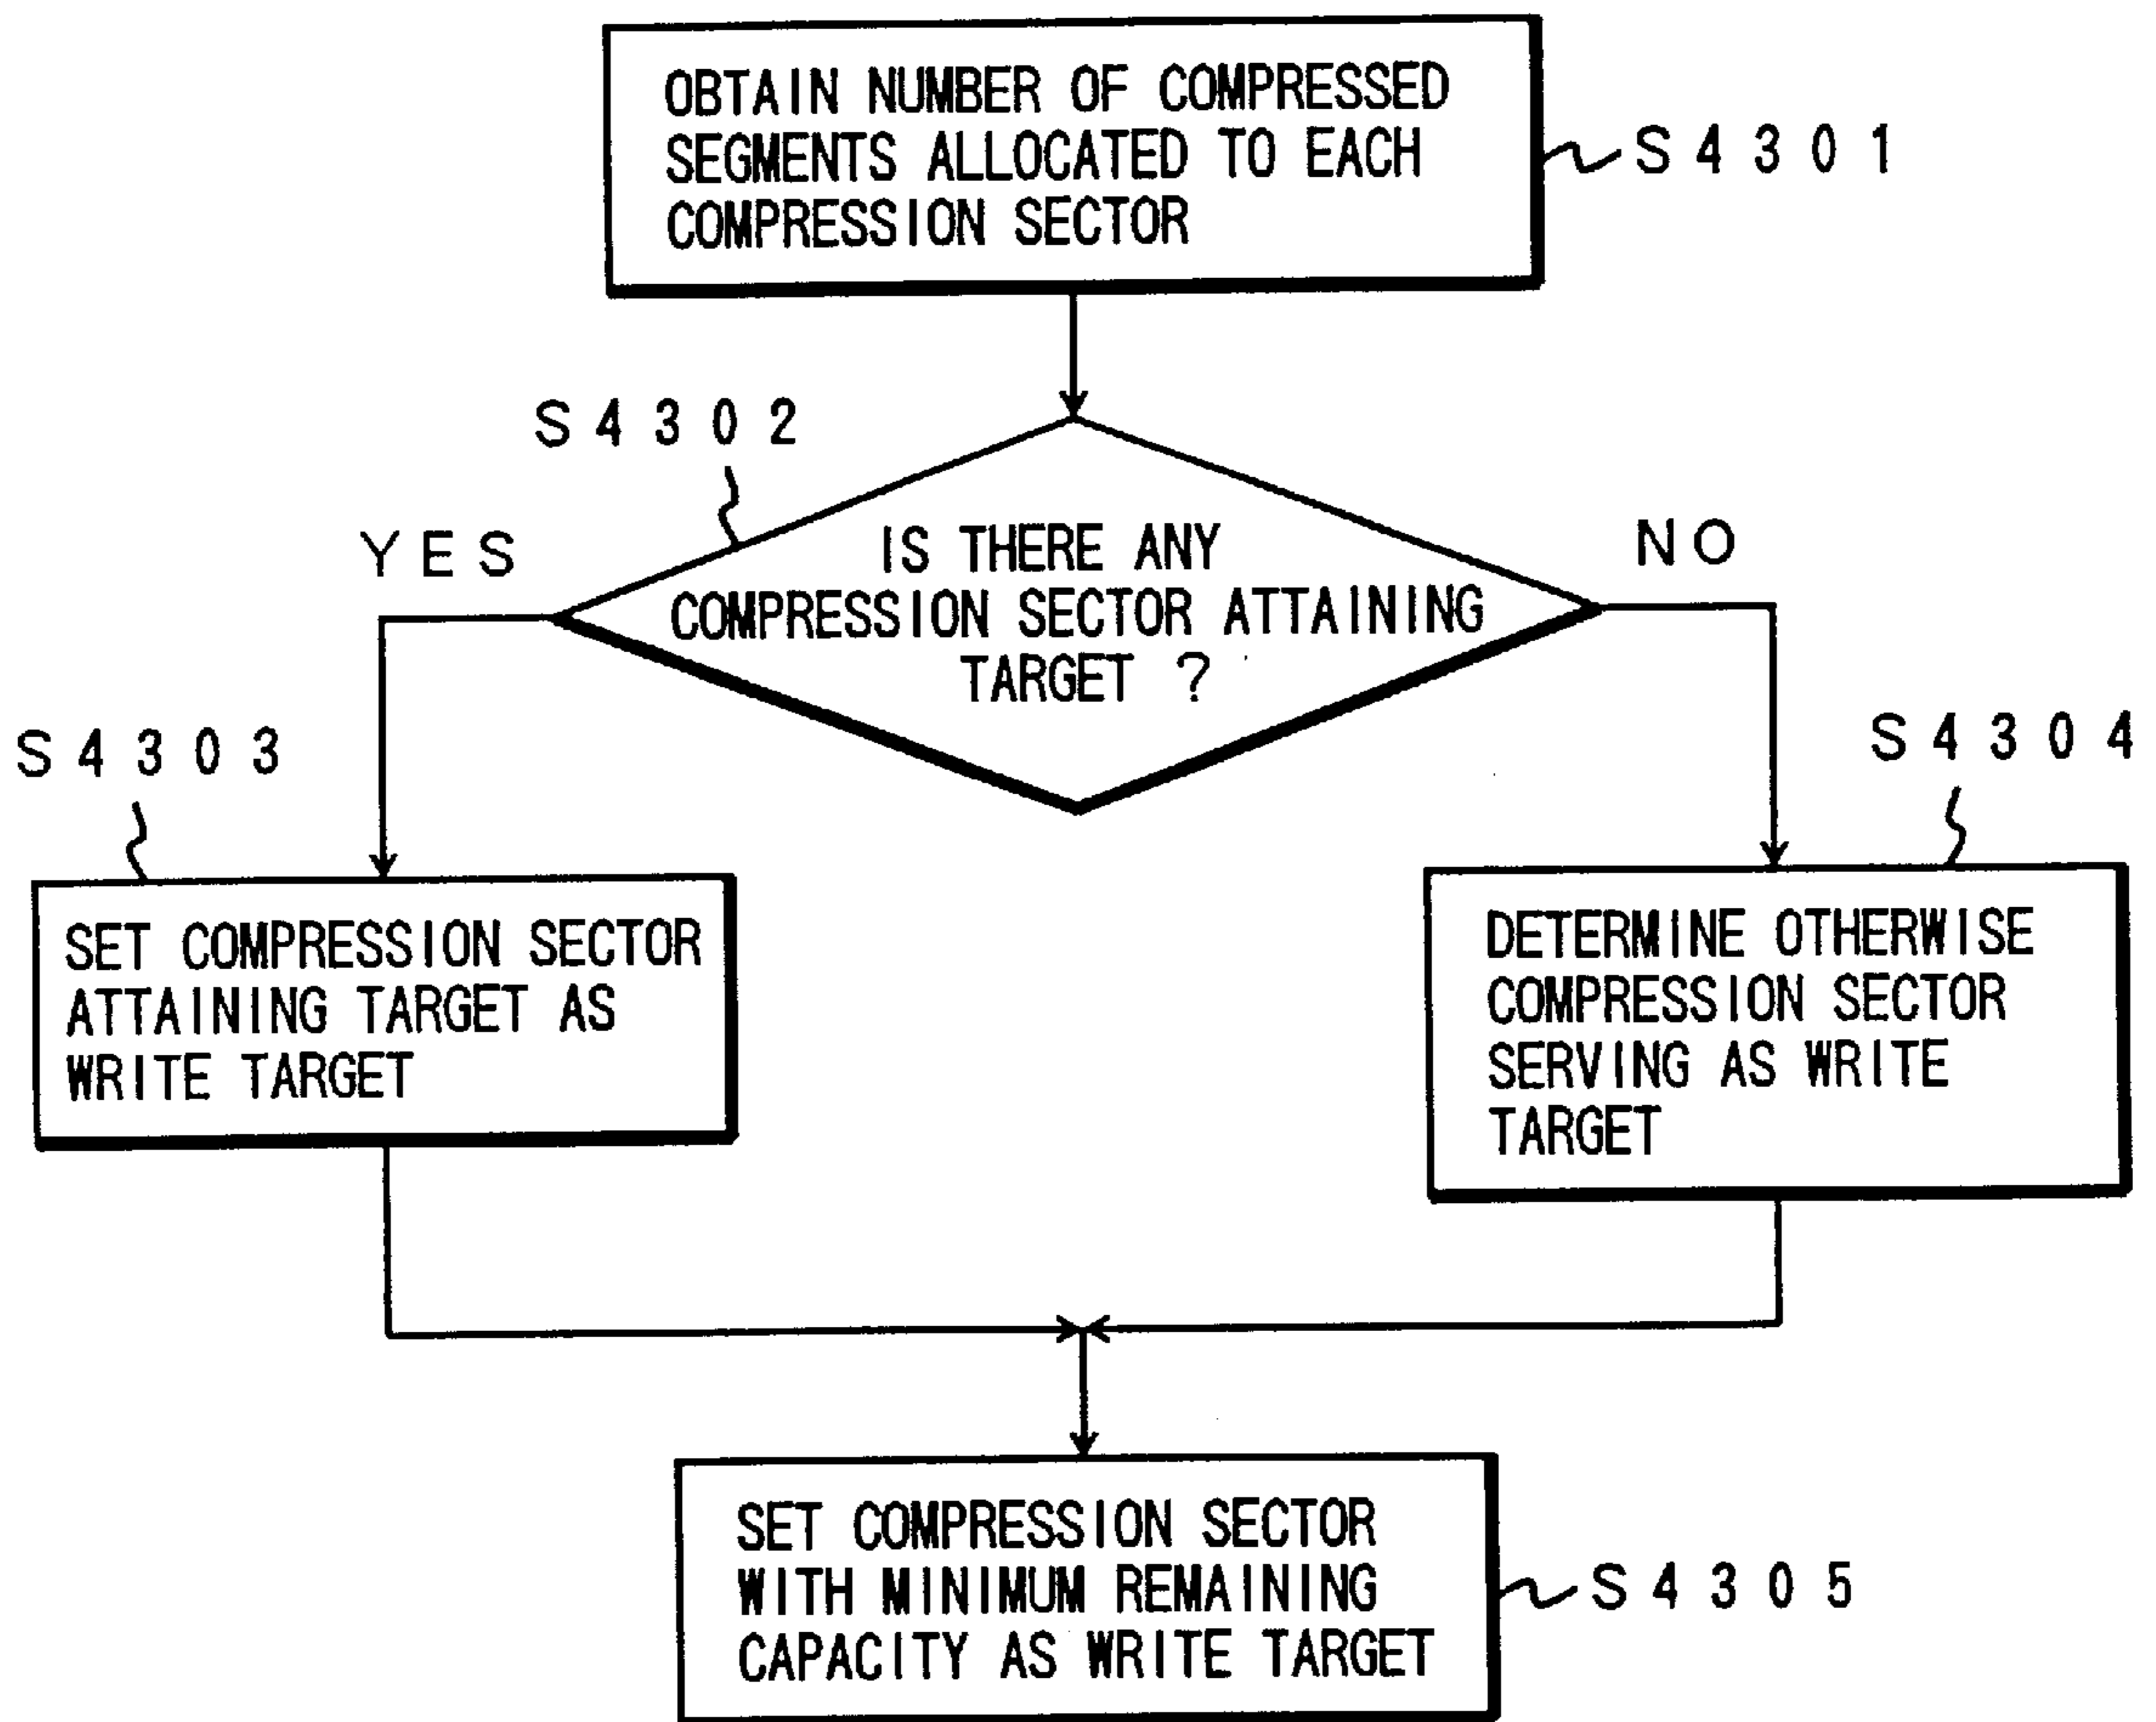 OBTAIN NUMBER OF COMPRESSED
SEGMENTS ALLOCATED TO EACH
COMPRESSION SECTOR
S4301
S4302
YES
IS THERE ANY
COMPRESSION SECTOR ATTAINING
TARGET ?
NO
S4303
S4304
SET COMPRESSION SECTOR
ATTAINING TARGET AS
WRITE TARGET
DETERMINE OTHERWISE
COMPRESSION SECTOR
SERVING AS WRITE
TARGET
SET COMPRESSION SECTOR
WITH MINIMUM REMAINING
CAPACITY AS WRITE TARGET
S4305